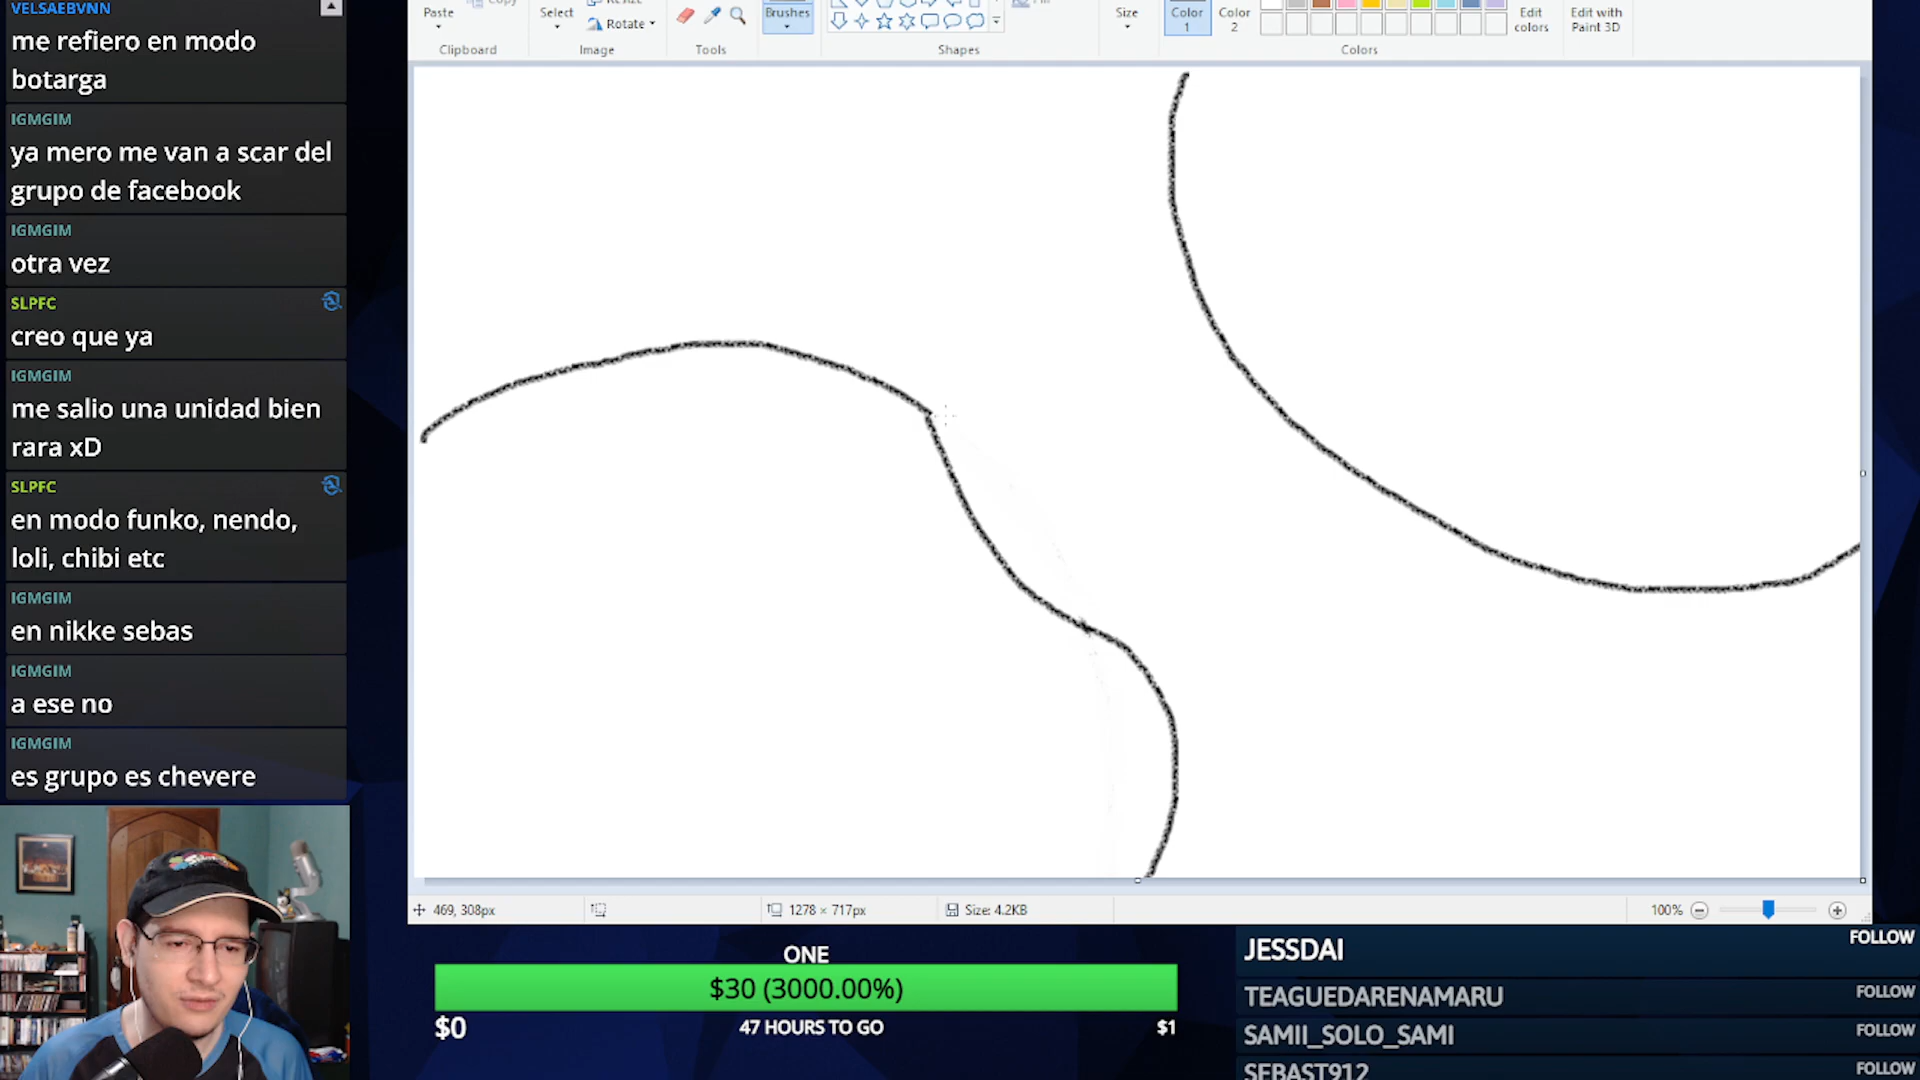 VELSAEBVNN
me refiero en modo
botarga
IGMGIM
ya mero me van a scar del
grupo de facebook
IGMGIM
otra vez
SLPFC
creo que ya
IGMGIM
me salio una unidad bien
rara xD
SLPFC
en modo funko, nendo,
loli, chibi etc
IGMGIM
en nikke sebas
IGMGIM
a ese no
IGMGIM
es grupo es chevere
Paste
Copy
Clipboard
Select
Rotate
Image
Tools
Brushes
Shapes
Size
Color
1
Color
2
Edit
colors
Edit with
Paint 3D
Colors
469, 308px
1278 × 717px
Size: 4.2KB
100%
ONE
$30 (3000.00%)
$0
47 HOURS TO GO
$1
JESSDAI
FOLLOW
TEAGUEDARENAMARU
FOLLOW
SAMII_SOLO_SAMI
FOLLOW
SEBAST912
FOLLOW